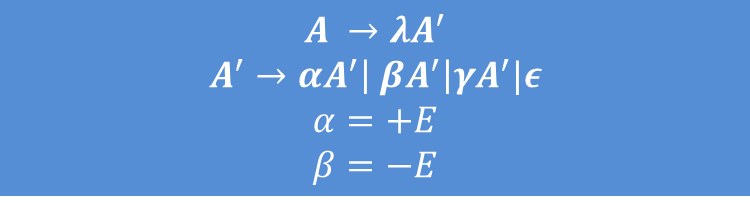 A → λA′
A′ → αA′| βA′|γA′|ϵ
α = +E
β = −E